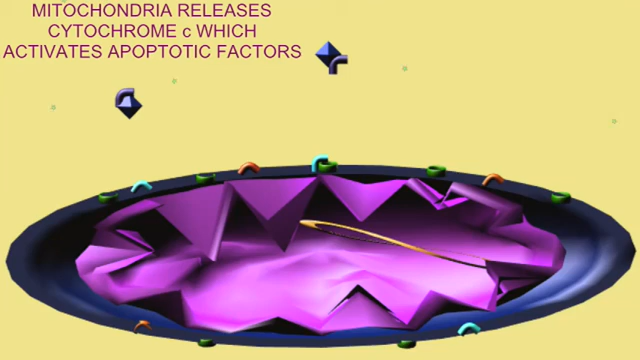 MITOCHONDRIA RELEASES
CYTOCHROME c WHICH
ACTIVATES APOPTOTIC FACTORS